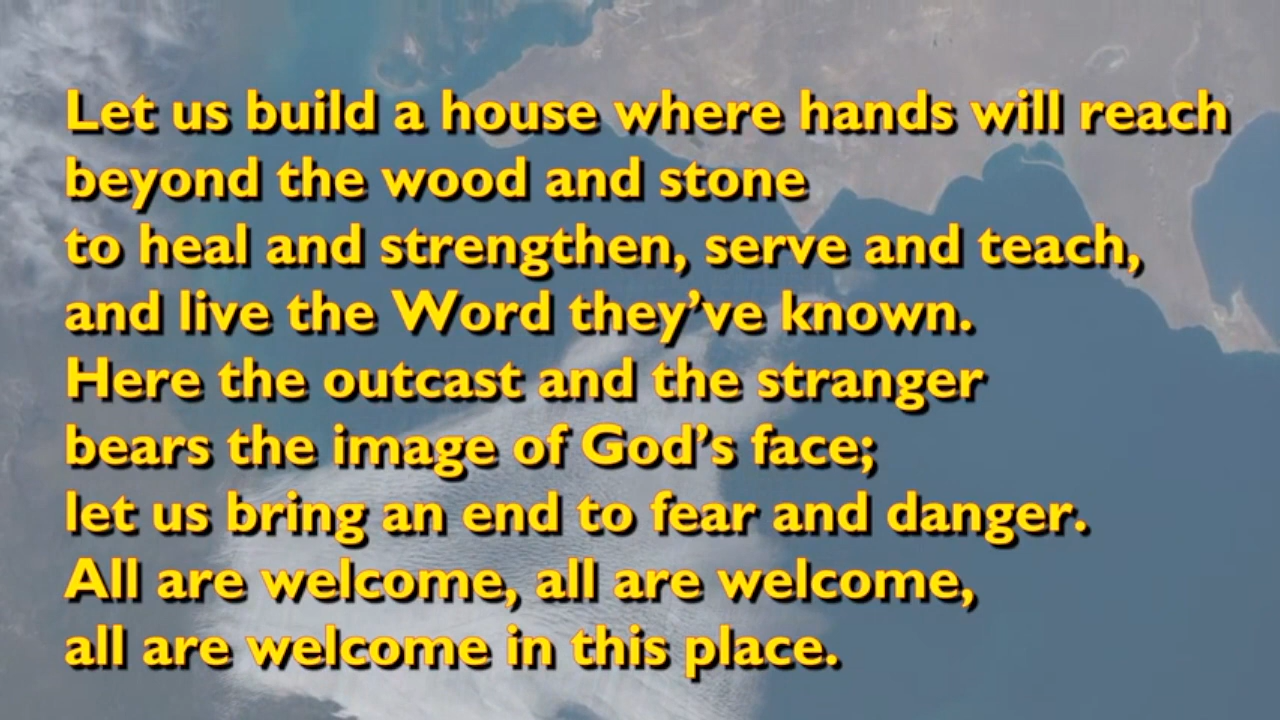 Let us build a house where hands will reach
beyond the wood and stone
to heal and strengthen, serve and teach,
and live the Word they’ve known.
Here the outcast and the stranger
bears the image of God’s face;
let us bring an end to fear and danger.
All are welcome, all are welcome,
all are welcome in this place.